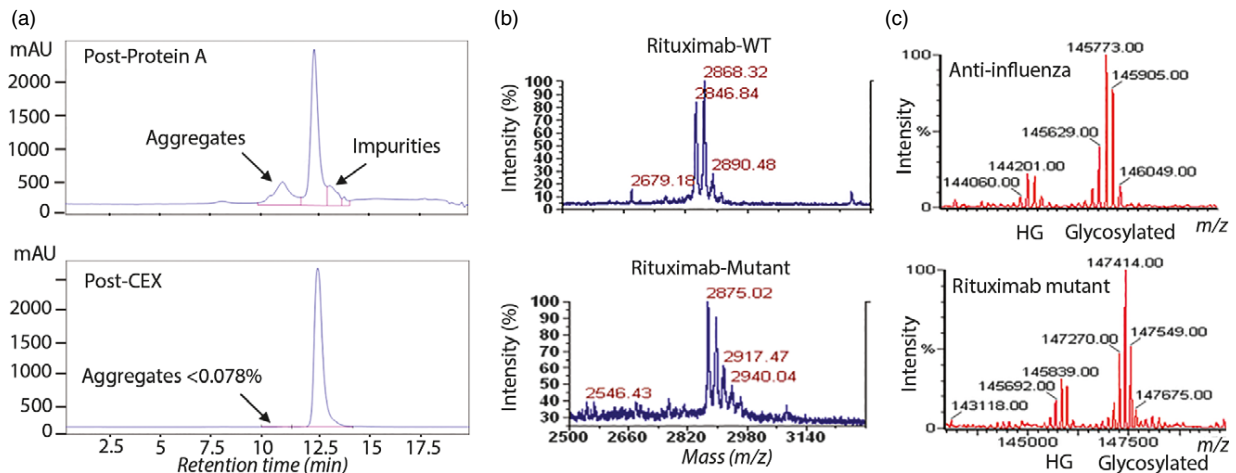 (a)
mAU
Post-Protein A
2000
1500
1000
500
0
Aggregates
Impurities
mAU
Post-CEX
2000
1500
1000
500
0
Aggregates <0.078%
0
2.5
5.0
7.5
10
12.5
15
17.5
Retention time (min)
(b)
Rituximab-WT
Intensity (%)
100
90
80
70
60
50
40
30
20
10
0
2868.32
2846.84
2890.48
2679.18
Rituximab-Mutant
Intensity (%)
100
90
80
70
60
50
40
30
2875.02
2917.47
2940.04
2546.43
2500
2660
2820
2980
3140
Mass (m/z)
(c)
Anti-influenza
Intensity
100
%
0
145773.00
145905.00
145629.00
144201.00
144060.00
146049.00
HG
Glycosylated
m/z
Rituximab mutant
Intensity
100
%
0
147414.00
147549.00
147270.00
145839.00
145692.00
147675.00
143118.00
145000
147500
m/z
HG
Glycosylated